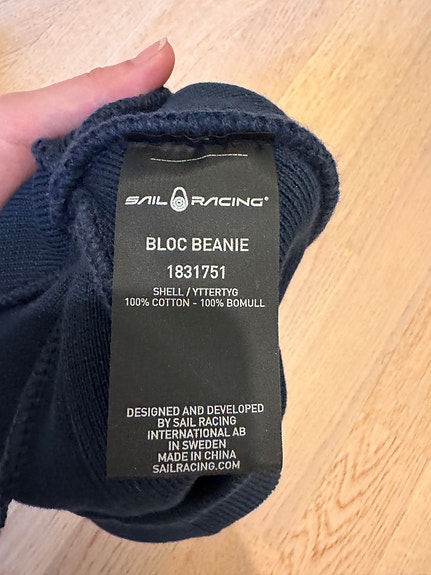 SAIL RACING®
BLOC BEANIE
1831751
SHELL / YTTERTYG
100% COTTON - 100% BOMULL
DESIGNED AND DEVELOPED
BY SAIL RACING
INTERNATIONAL AB
IN SWEDEN
MADE IN CHINA
SAILRACING.COM